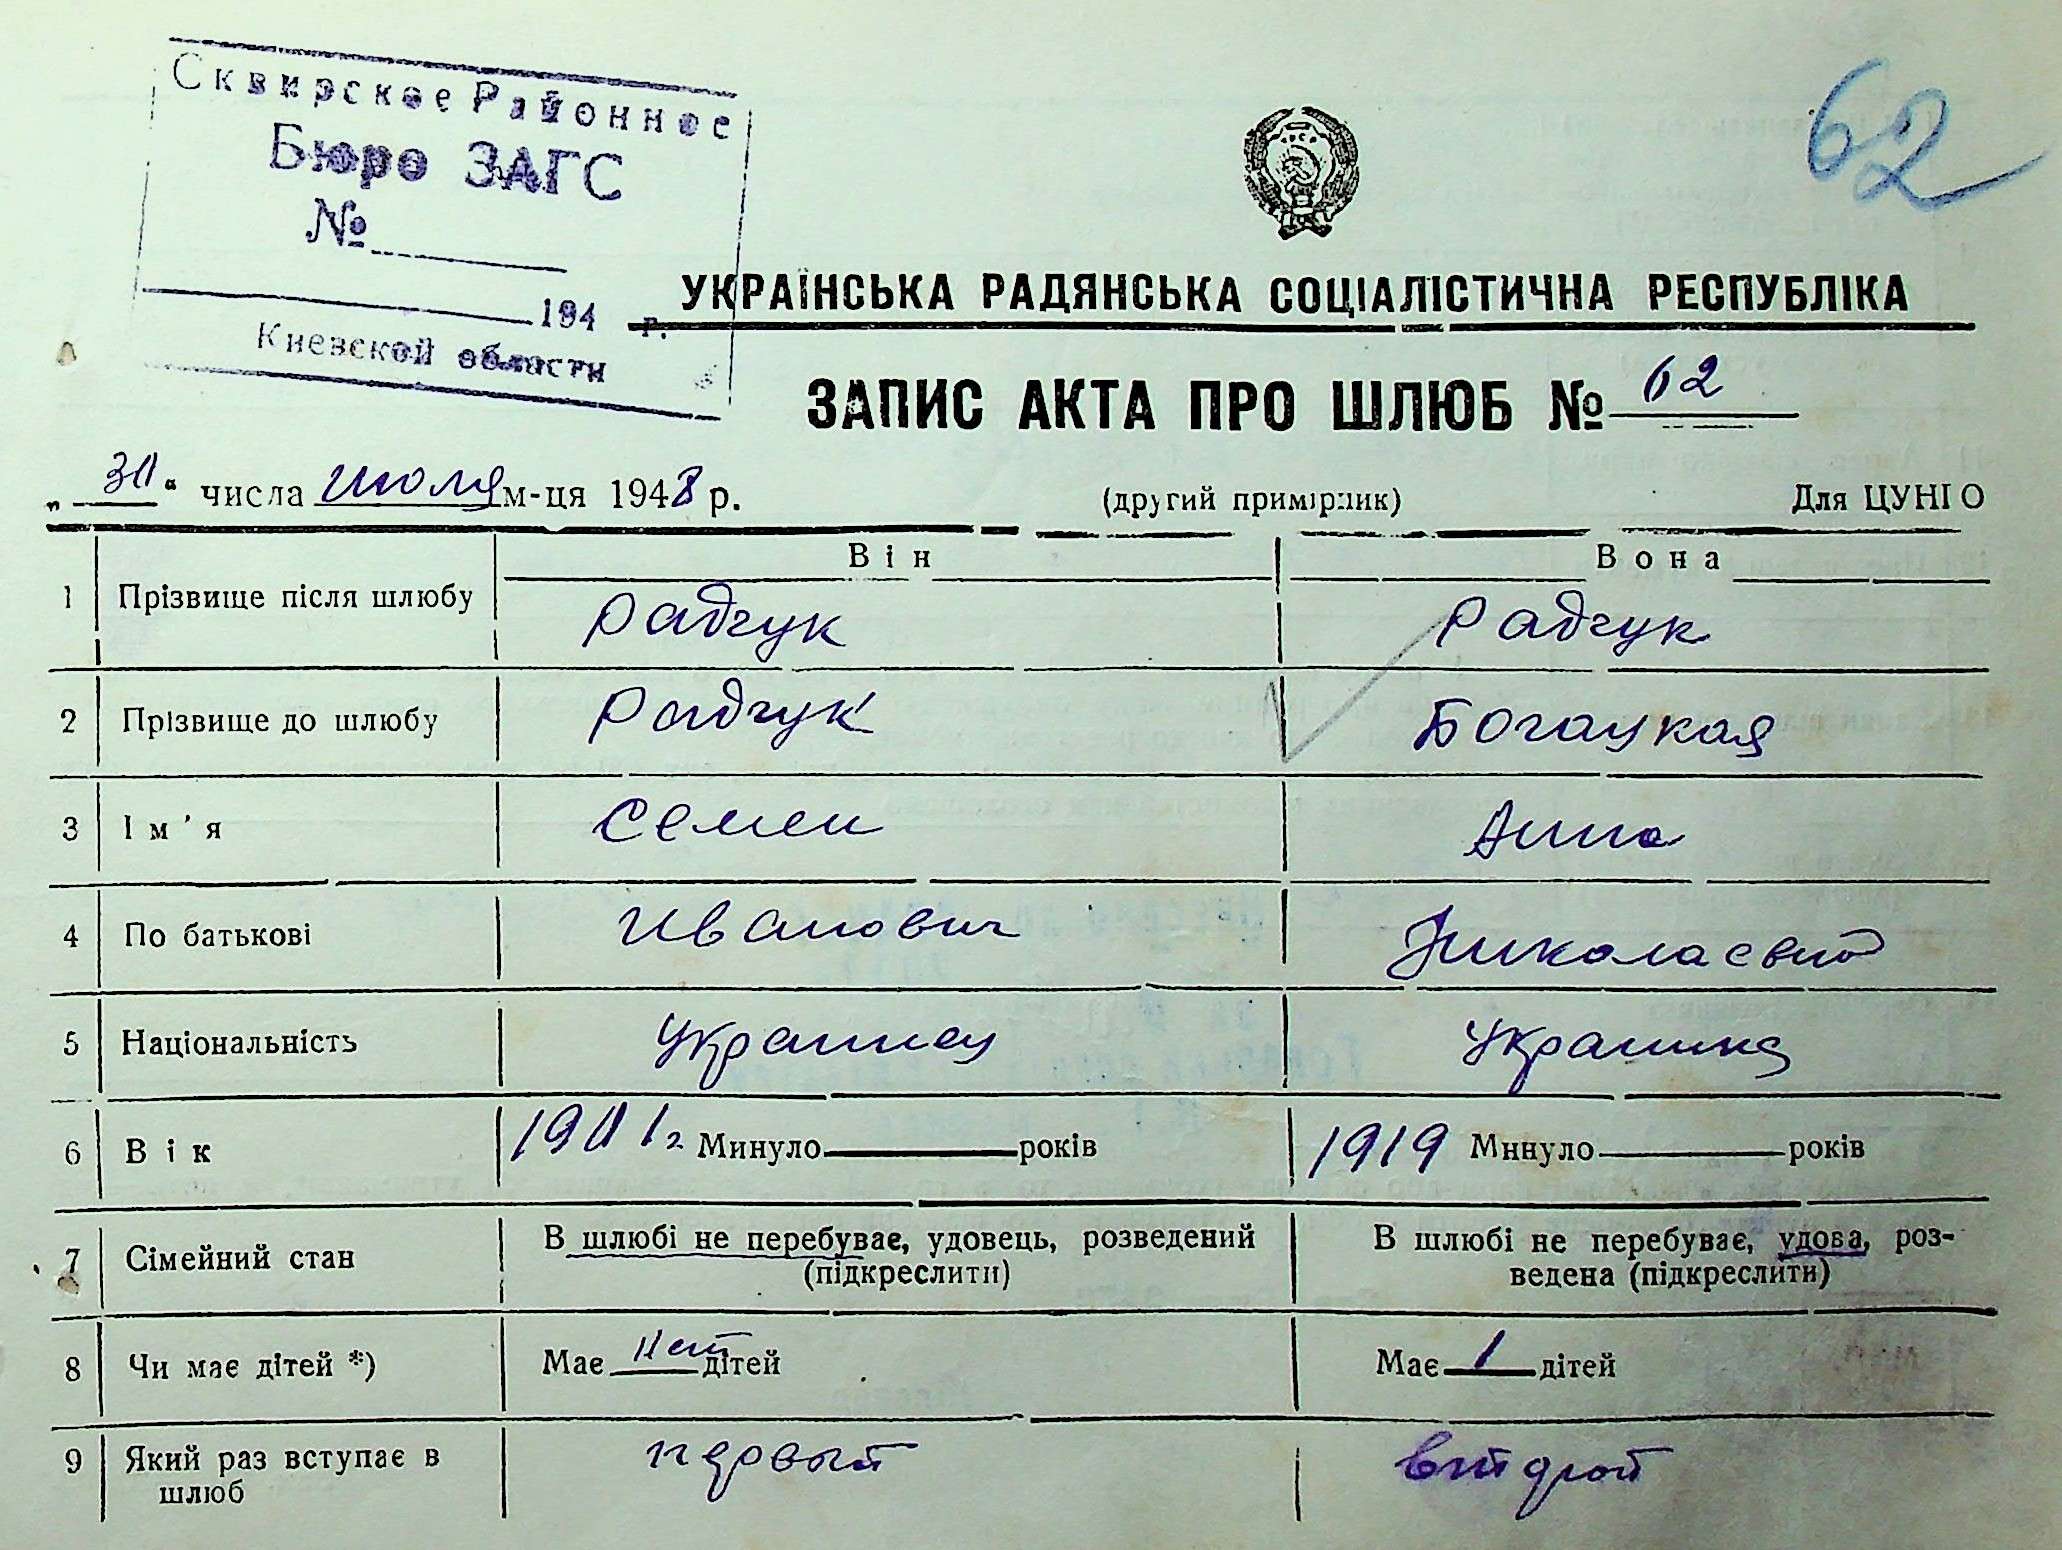 Сквирское Районное
Бюро ЗАГС
№
194 г.
Киевской области
62
УКРАЇНСЬКА РАДЯНСЬКА СОЦІАЛІСТИЧНА РЕСПУБЛІКА
ЗАПИС АКТА ПРО ШЛЮБ № 62
„30“ числа июля м-ця 1948 р. (другий примірник) Для ЦУНГО
Він Вона
1 Прізвище після шлюбу Радчук Радчук
2 Прізвище до шлюбу Радчук Богацкая
3 Ім'я Семен Анна
4 По батькові Иванович Николаевна
5 Національність Украинец Украинка
6 Вік 1901 г Минуло років 1919 Минуло років
7 Сімейний стан В шлюбі не перебуває, удовець, розведений (підкреслити) В шлюбі не перебуває, удова, роз-
ведена (підкреслити)
8 Чи має дітей *) Має нет дітей Має 1 дітей
9 Який раз вступає в шлюб первый второй